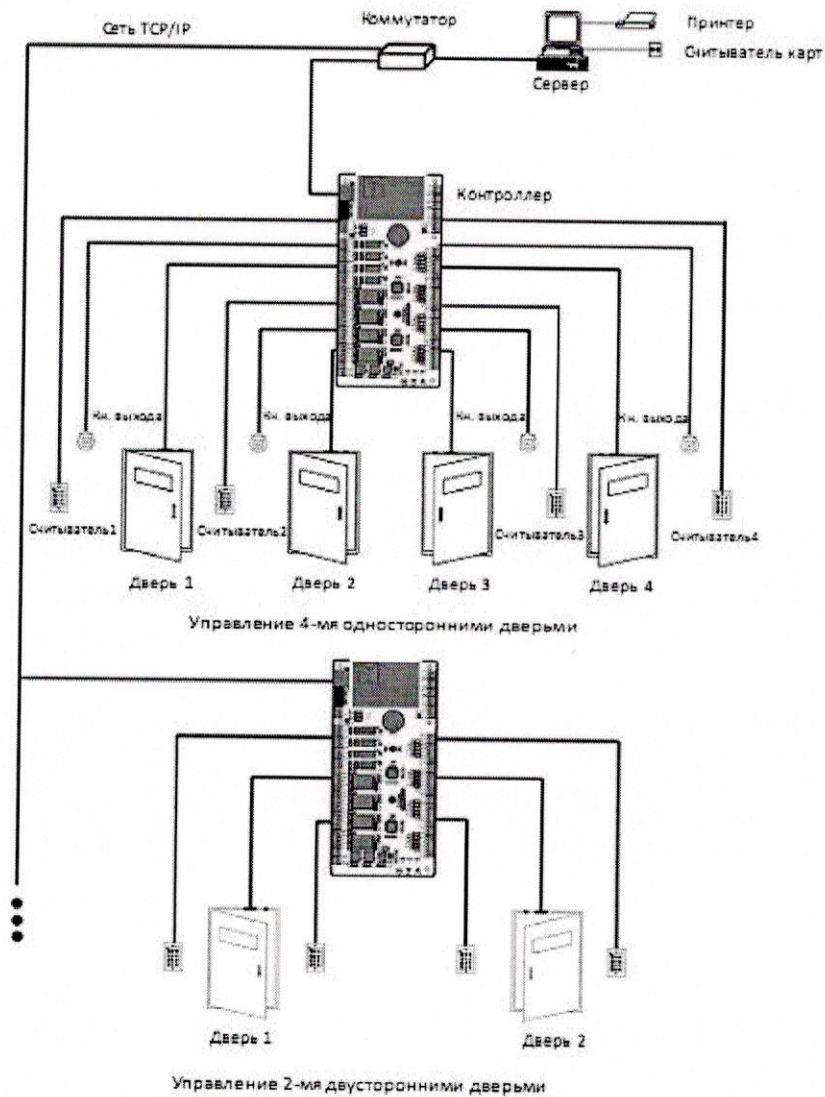 Сеть TCP/IP
Коммутатор
Принтер
Считыватель карт
Сервер
Контроллер
Кн. выхода
Кн. выхода
Кн. выхода
Кн. выхода
Считыватель1
Считыватель2
Считыватель3
Считыватель4
Дверь 1
Дверь 2
Дверь 3
Дверь 4
Управление 4-мя односторонними дверьми
Дверь 1
Дверь 2
Управление 2-мя двусторонними дверьми